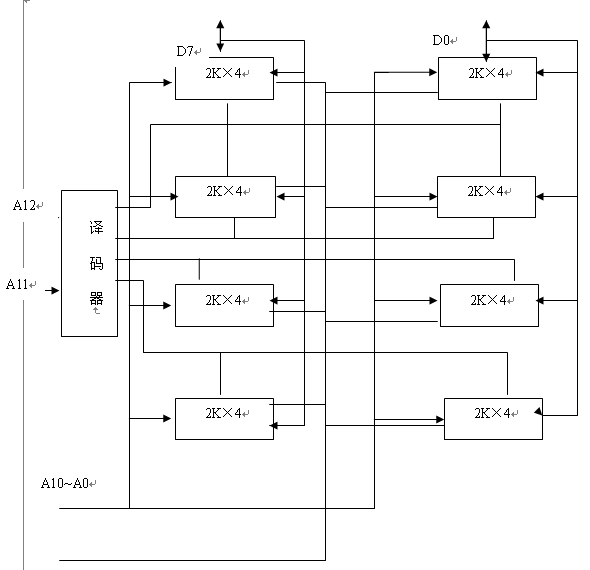 D7↵ D0↵
2K×4↵ 2K×4↵
2K×4↵ 2K×4↵
A12↵
译
码
器
↵
A11↵
2K×4↵ 2K×4↵
2K×4↵ 2K×4↵
A10~A0↵